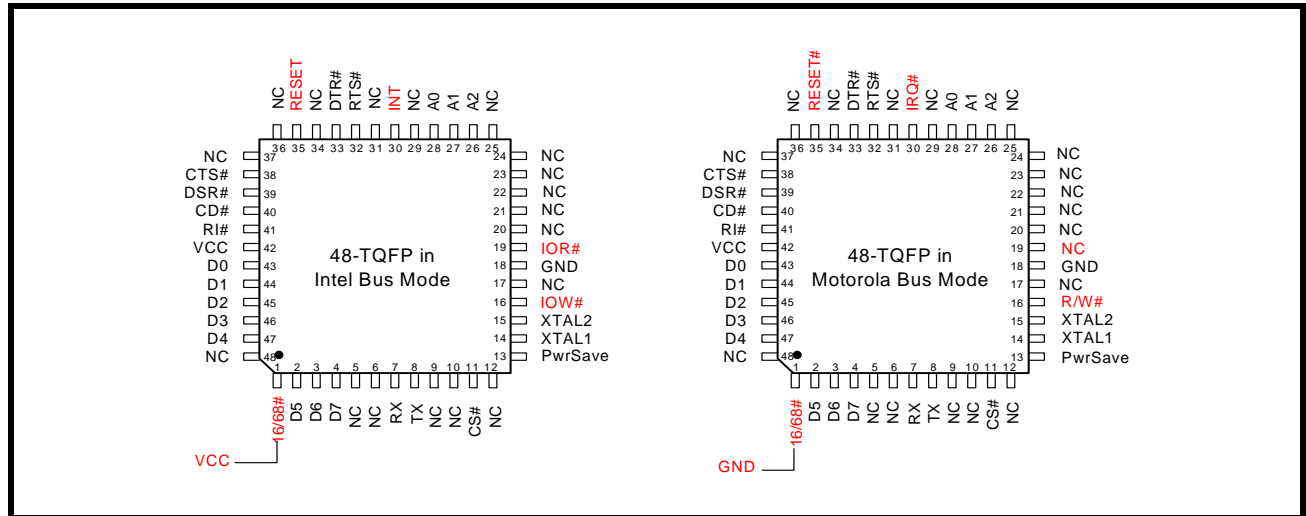 NC RESET NC DTR# RTS# NC INT NC A0 A1 A2 NC
36 35 34 33 32 31 30 29 28 27 26 25
NC 37 24 NC
CTS# 38 23 NC
DSR# 39 22 NC
CD# 40 21 NC
RI# 41 20 NC
VCC 42 19 IOR#
D0 43 18 GND
D1 44 17 NC
D2 45 16 IOW#
D3 46 15 XTAL2
D4 47 14 XTAL1
NC 48 13 PwrSave
48-TQFP in
Intel Bus Mode
1 2 3 4 5 6 7 8 9 10 11 12
16/68# D5 D6 D7 NC NC RX TX NC NC CS# NC
VCC
NC RESET# NC DTR# RTS# NC IRQ# NC A0 A1 A2 NC
36 35 34 33 32 31 30 29 28 27 26 25
NC 37 24 NC
CTS# 38 23 NC
DSR# 39 22 NC
CD# 40 21 NC
RI# 41 20 NC
VCC 42 19 NC
D0 43 18 GND
D1 44 17 NC
D2 45 16 R/W#
D3 46 15 XTAL2
D4 47 14 XTAL1
NC 48 13 PwrSave
48-TQFP in
Motorola Bus Mode
1 2 3 4 5 6 7 8 9 10 11 12
16/68# D5 D6 D7 NC NC RX TX NC NC CS# NC
GND